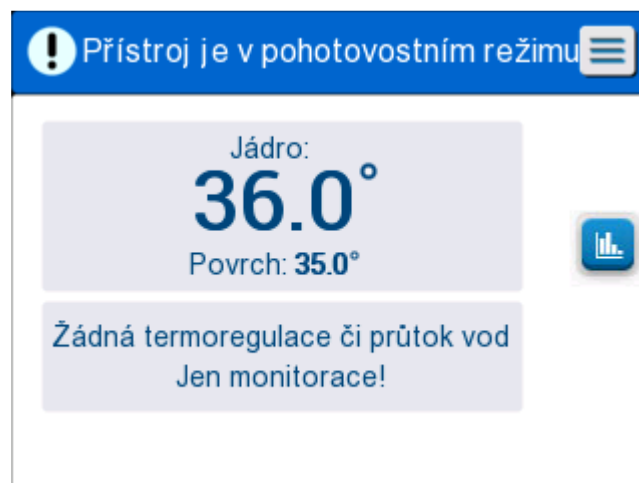 Přístroj je v pohotovostním režimu
Jádro:
36.0°
Povrch: 35.0°
Žádná termoregulace či průtok vod
Jen monitorace!